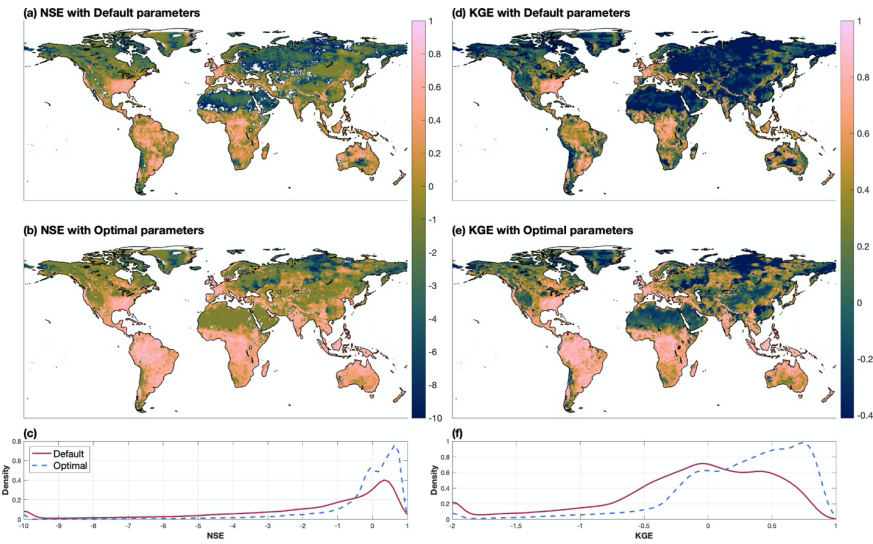 (a) NSE with Default parameters
(d) KGE with Default parameters
1
0.8
0.6
0.4
0.2
0
-1
-2
-3
-4
-5
-6
-7
-8
-9
-10
1
0.8
0.6
0.4
0.2
0
-0.2
-0.4
(b) NSE with Optimal parameters
(e) KGE with Optimal parameters
(c)
Density
0.8
0.6
0.4
0.2
0
Default
Optimal
-10 -9 -8 -7 -6 -5 -4 -3 -2 -1 0 1
NSE
(f)
Density
1
0.8
0.6
0.4
0.2
0
-2 -1.5 -1 -0.5 0 0.5 1
KGE